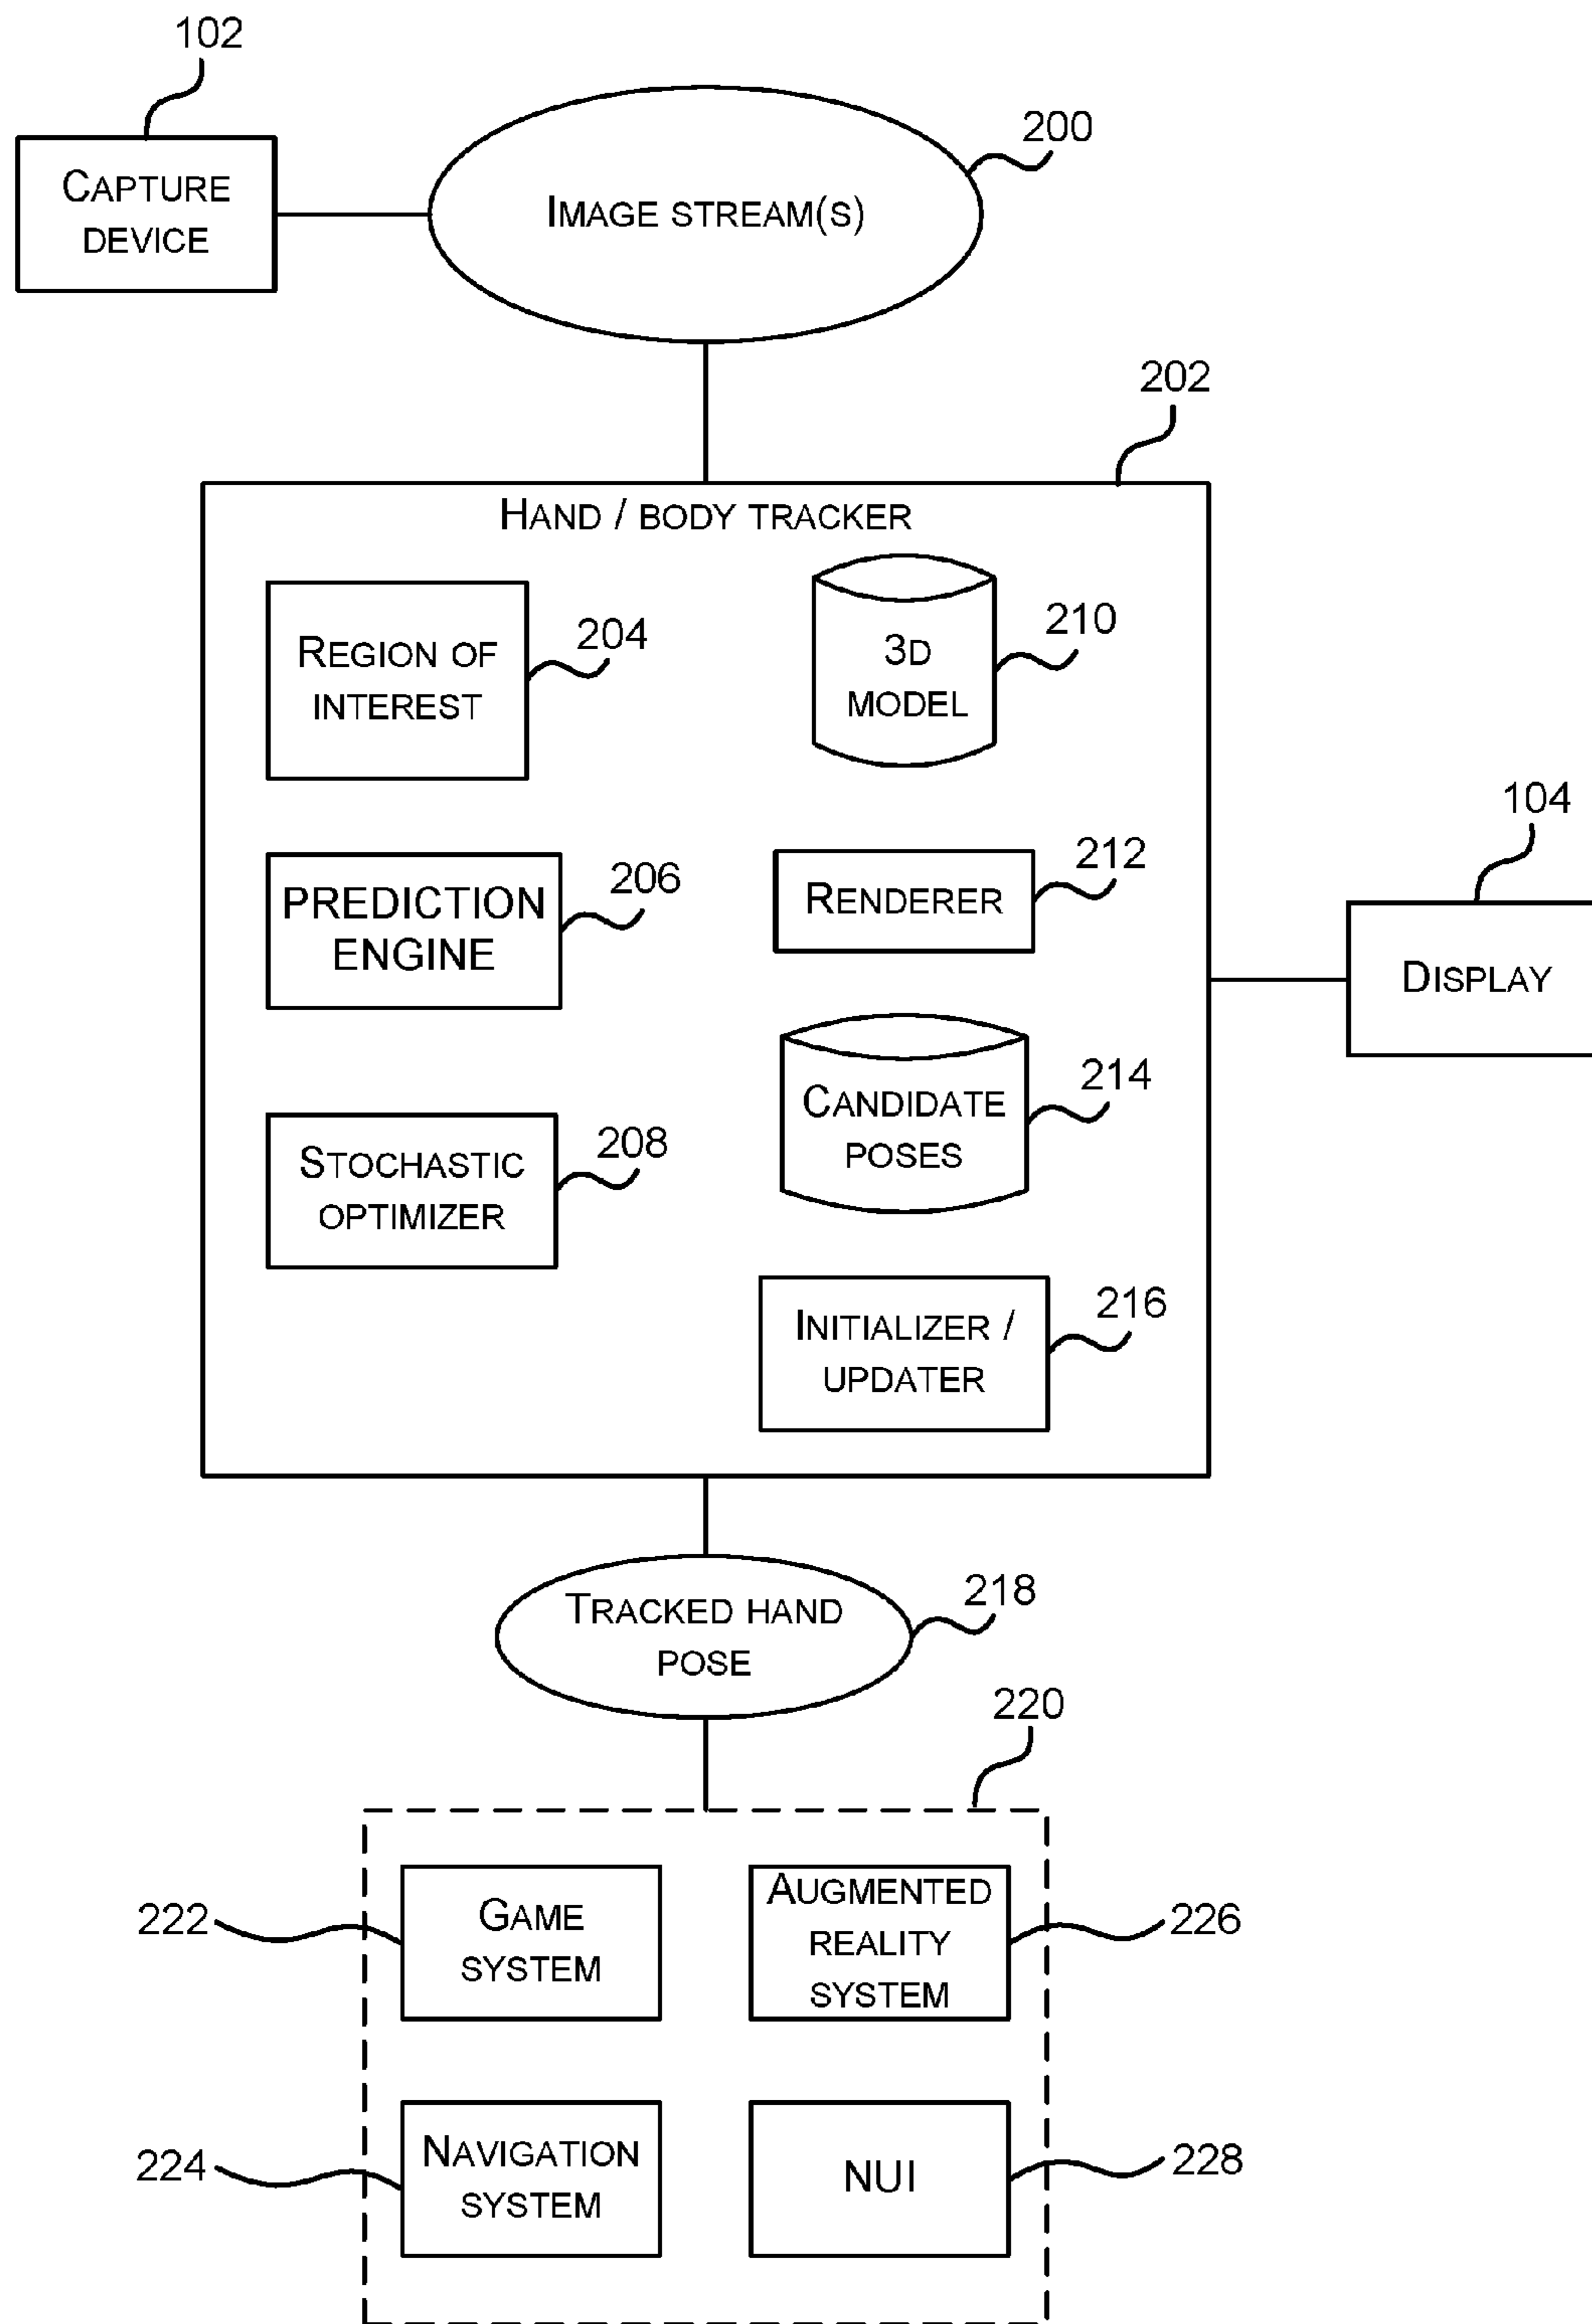 102
CAPTURE
DEVICE
200
IMAGE STREAM(S)
202
HAND / BODY TRACKER
REGION OF
INTEREST
204
3D
MODEL
210
PREDICTION
ENGINE
206
RENDERER
212
104
DISPLAY
CANDIDATE
POSES
214
STOCHASTIC
OPTIMIZER
208
INITIALIZER /
UPDATER
216
TRACKED HAND
POSE
218
220
222
GAME
SYSTEM
AUGMENTED
REALITY
SYSTEM
226
224
NAVIGATION
SYSTEM
NUI
228